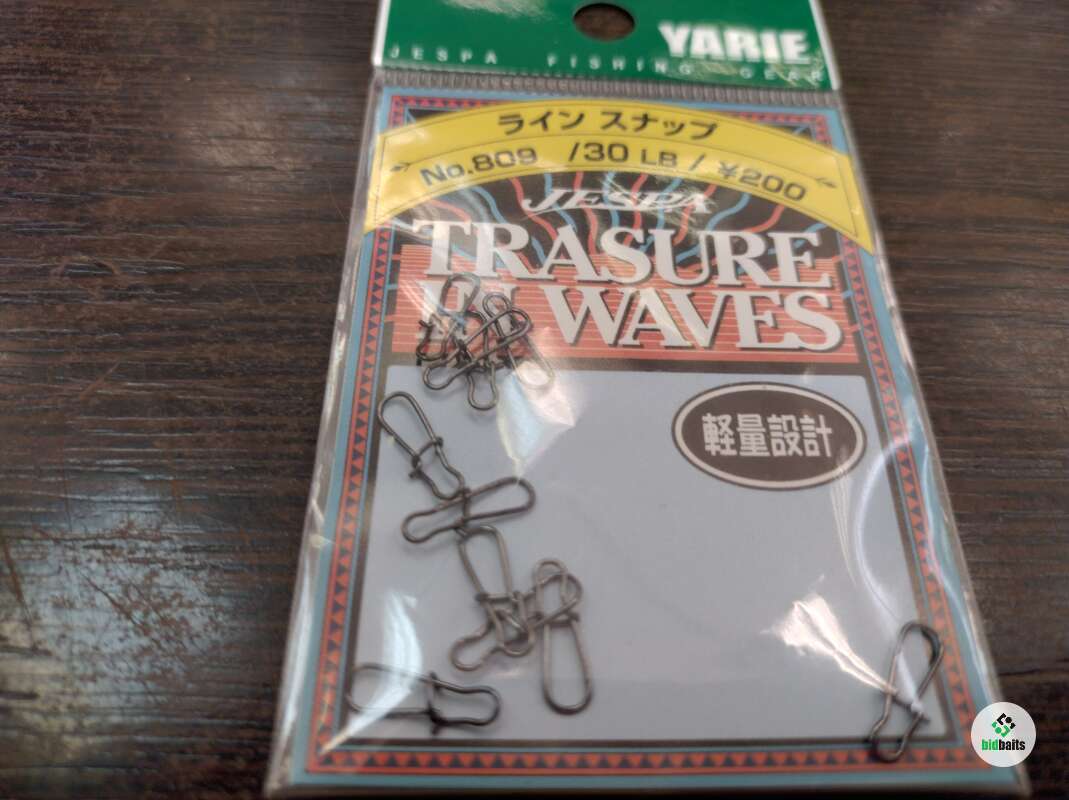 YARIE
JESPA FISHING GEAR
ライン スナップ
No.809 /30 LB / ¥200
JESPA
TRASURE
IN WAVES
軽量設計
bidbaits